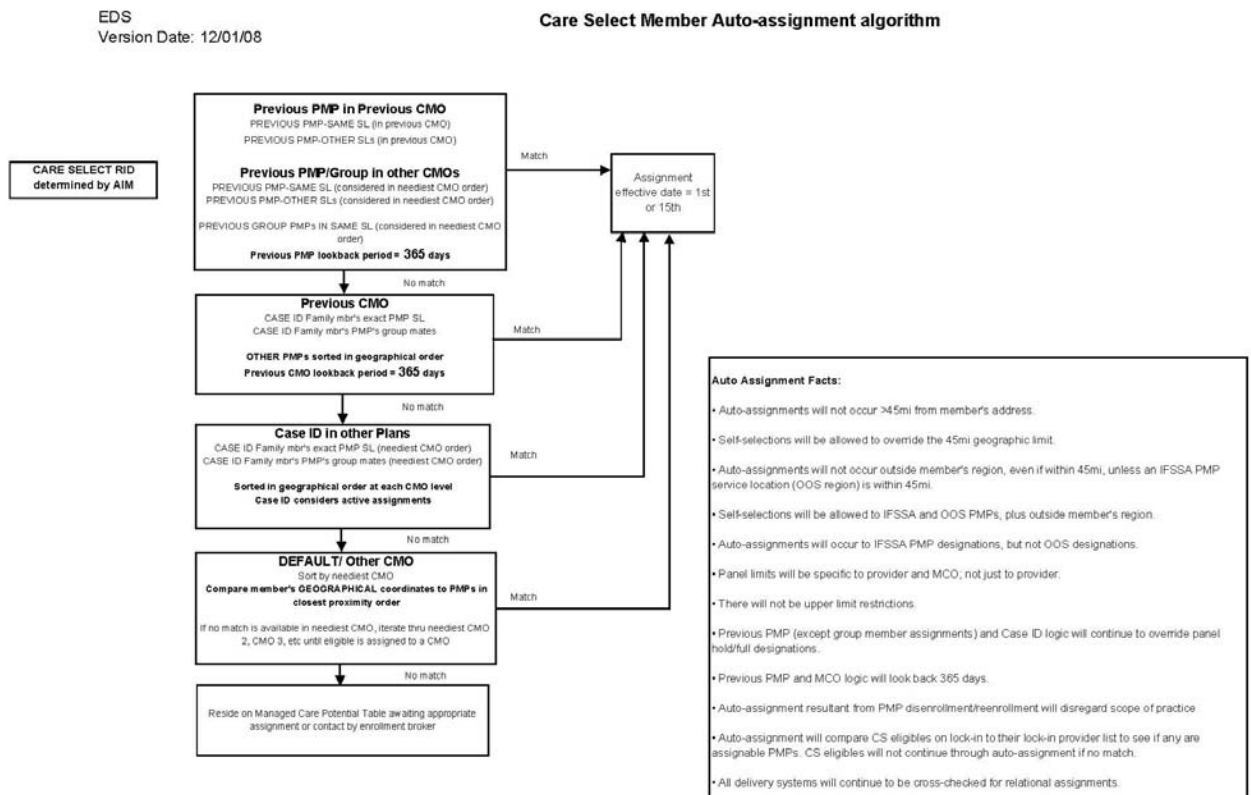 EDS
Version Date: 12/01/08
Care Select Member Auto-assignment algorithm
CARE SELECT RID
determined by AIM
Previous PMP in Previous CMO
PREVIOUS PMP-SAME SL (in previous CMO)
PREVIOUS PMP-OTHER SLs (in previous CMO)
Previous PMP/Group in other CMOs
PREVIOUS PMP-SAME SL (considered in neediest CMO order)
PREVIOUS PMP-OTHER SLs (considered in neediest CMO order)
PREVIOUS GROUP PMPs IN SAME SL (considered in neediest CMO
order)
Previous PMP lookback period = 365 days
Match
Assignment
effective date = 1st
or 15th
No match
Previous CMO
CASE ID Family mbr's exact PMP SL
CASE ID Family mbr's PMP's group mates
OTHER PMPs sorted in geographical order
Previous CMO lookback period = 365 days
Match
No match
Case ID in other Plans
CASE ID Family mbr's exact PMP SL (neediest CMO order)
CASE ID Family mbr's PMP's group mates (neediest CMO order)
Sorted in geographical order at each CMO level
Case ID considers active assignments
Match
No match
DEFAULT/ Other CMO
Sort by neediest CMO
Compare member's GEOGRAPHICAL coordinates to PMPs in
closest proximity order
If no match is available in neediest CMO, iterate thru neediest CMO
2, CMO 3, etc until eligible is assigned to a CMO
Match
No match
Reside on Managed Care Potential Table awaiting appropriate
assignment or contact by enrollment broker
Auto Assignment Facts:
• Auto-assignments will not occur >45mi from member's address.
• Self-selections will be allowed to override the 45mi geographic limit.
• Auto-assignments will not occur outside member's region, even if within 45mi, unless an IFSSA PMP
service location (OOS region) is within 45mi.
• Self-selections will be allowed to IFSSA and OOS PMPs, plus outside member's region.
• Auto-assignments will occur to IFSSA PMP designations, but not OOS designations.
• Panel limits will be specific to provider and MCO; not just to provider.
• There will not be upper limit restrictions.
• Previous PMP (except group member assignments) and Case ID logic will continue to override panel
hold/full designations.
• Previous PMP and MCO logic will look back 365 days.
• Auto-assignment resultant from PMP disenrollment/reenrollment will disregard scope of practice
• Auto-assignment will compare CS eligibles on lock-in to their lock-in provider list to see if any are
assignable PMPs. CS eligibles will not continue through auto-assignment if no match.
• All delivery systems will continue to be cross-checked for relational assignments.